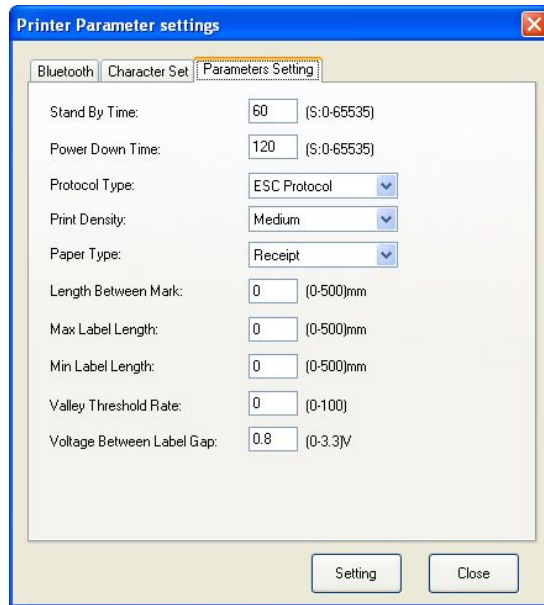 Printer Parameter settings
Bluetooth Character Set Parameters Setting
Stand By Time: 60 (S:0-65535)
Power Down Time: 120 (S:0-65535)
Protocol Type: ESC Protocol
Print Density: Medium
Paper Type: Receipt
Length Between Mark: 0 (0-500)mm
Max Label Length: 0 (0-500)mm
Min Label Length: 0 (0-500)mm
Valley Threshold Rate: 0 (0-100)
Voltage Between Label Gap: 0.8 (0-3.3)V
Setting Close